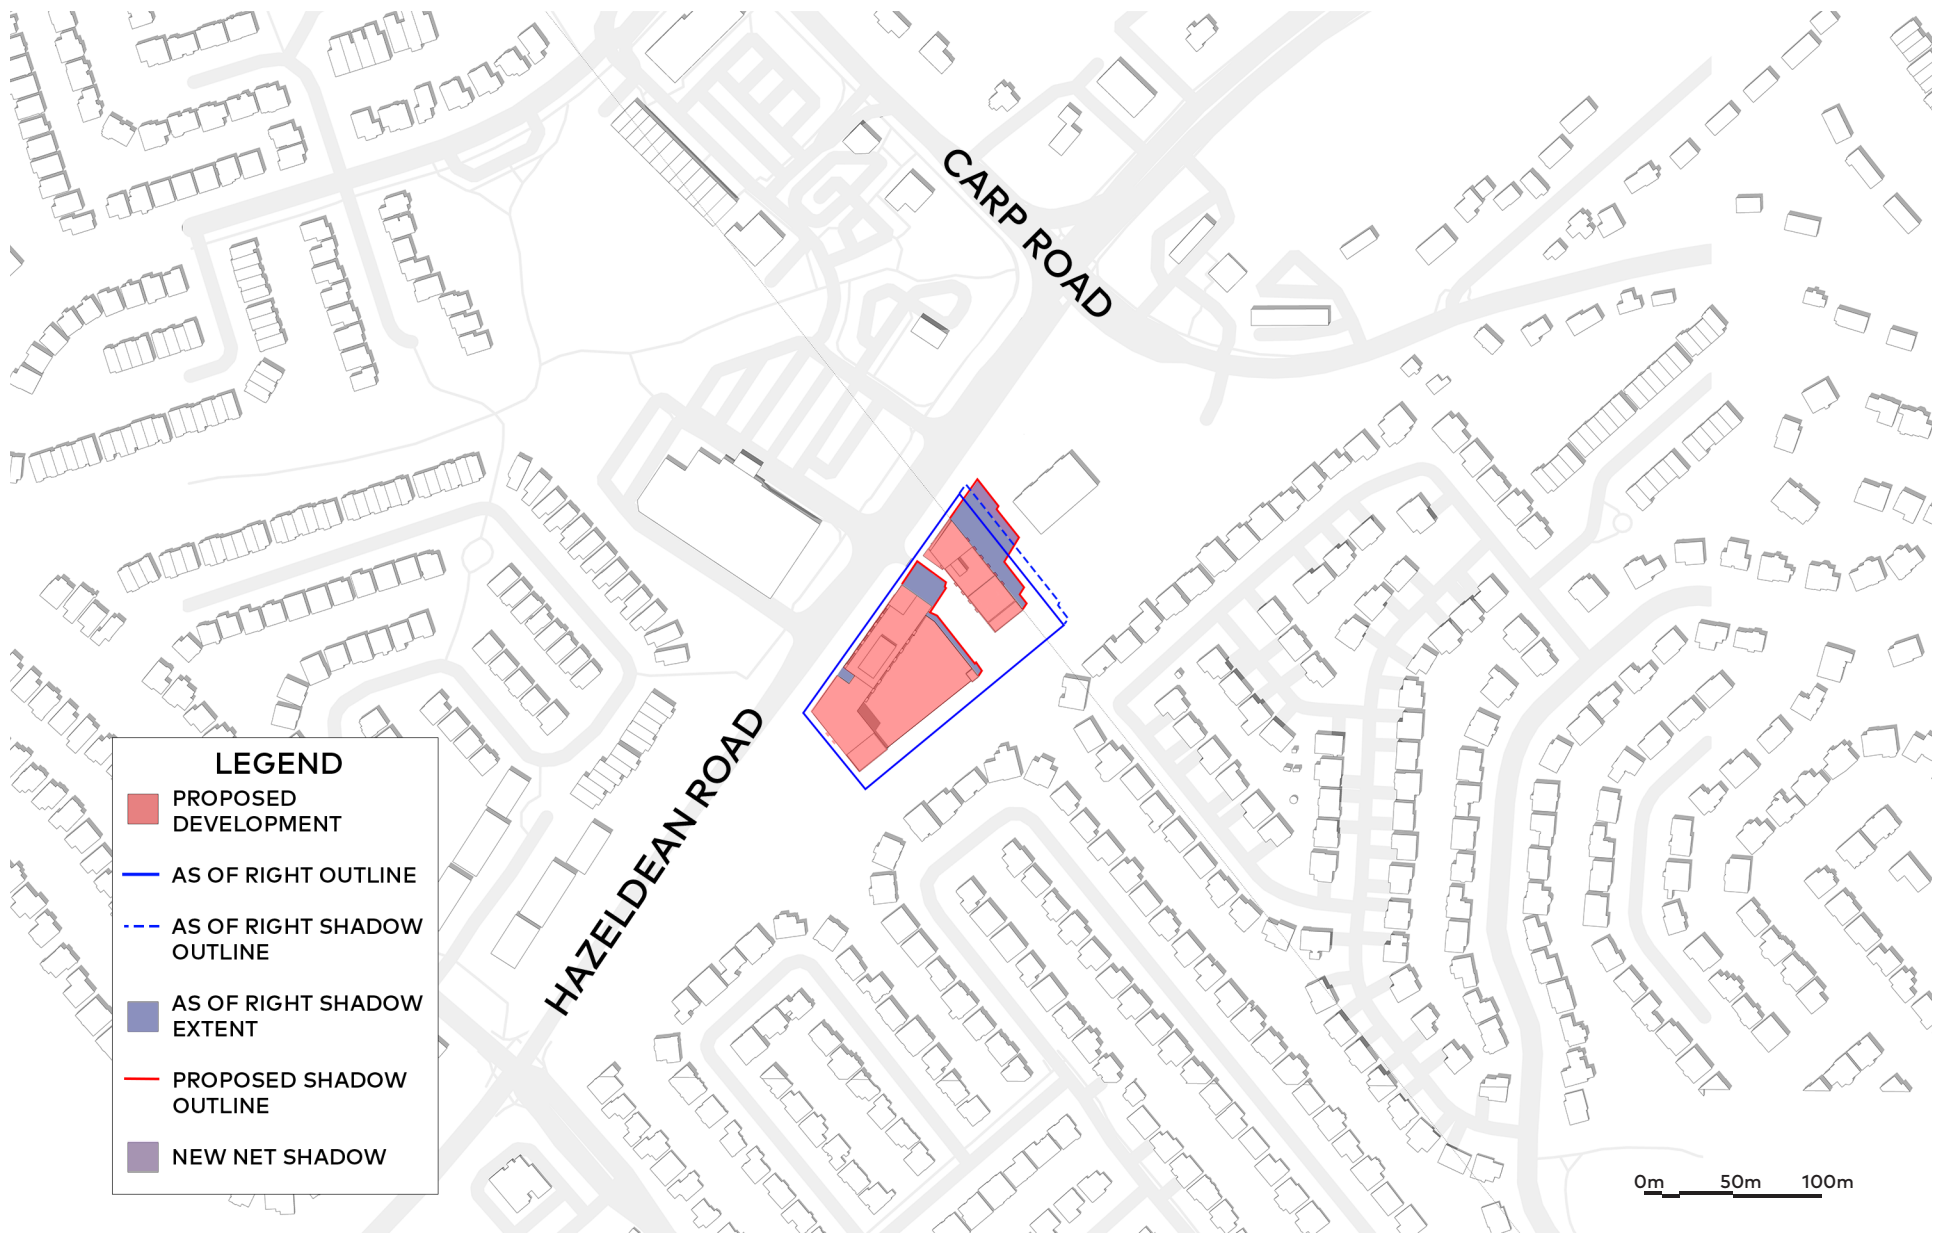 CARP ROAD
HAZELDEAN ROAD
LEGEND
PROPOSED
DEVELOPMENT
AS OF RIGHT OUTLINE
AS OF RIGHT SHADOW
OUTLINE
AS OF RIGHT SHADOW
EXTENT
PROPOSED SHADOW
OUTLINE
NEW NET SHADOW
0m 50m 100m